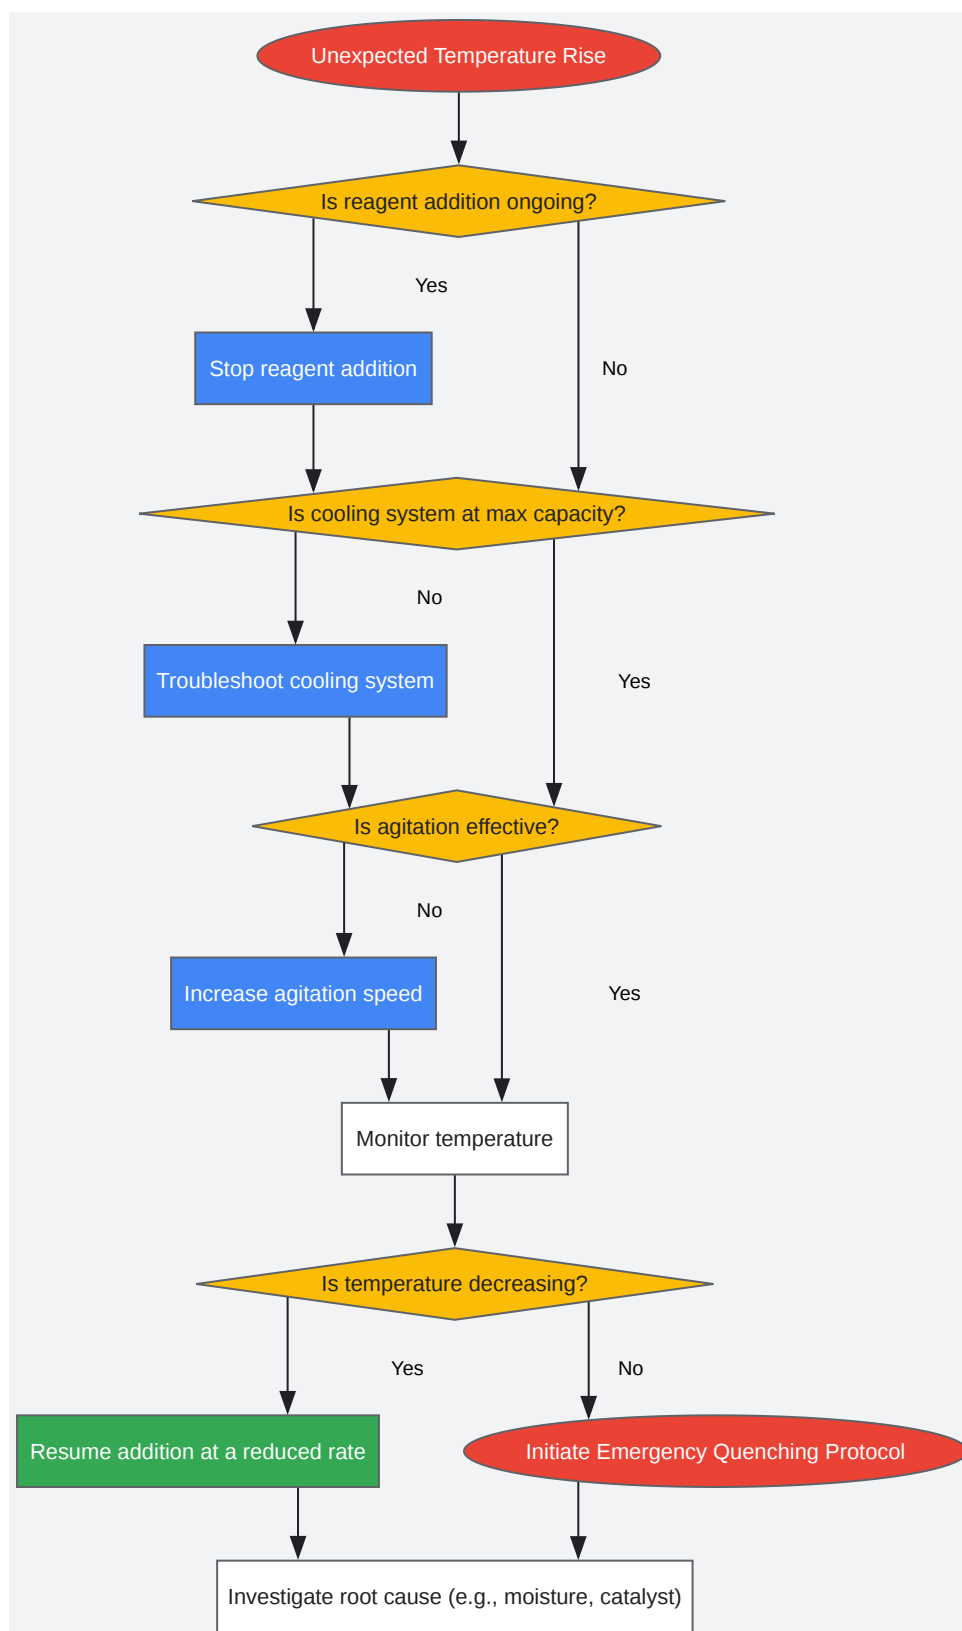 Unexpected Temperature Rise
Is reagent addition ongoing?
Yes
Stop reagent addition
No
Is cooling system at max capacity?
No
Troubleshoot cooling system
Yes
Is agitation effective?
No
Increase agitation speed
Yes
Monitor temperature
Is temperature decreasing?
Yes
No
Resume addition at a reduced rate
Initiate Emergency Quenching Protocol
Investigate root cause (e.g., moisture, catalyst)